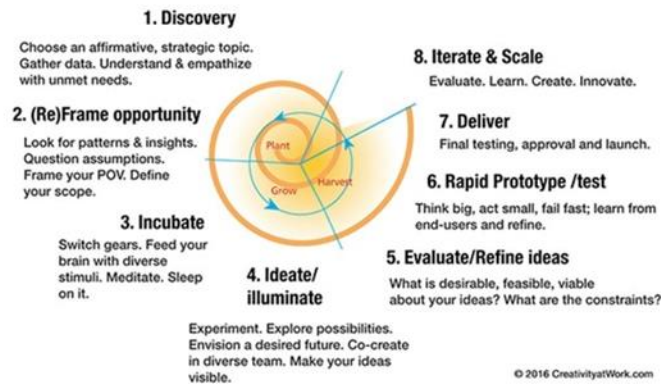 1. Discovery
Choose an affirmative, strategic topic.
Gather data. Understand & empathize
with unmet needs.
2. (Re)Frame opportunity
Look for patterns & insights.
Question assumptions.
Frame your POV. Define
your scope.
3. Incubate
Switch gears. Feed your
brain with diverse
stimuli. Meditate. Sleep
on it.
4. Ideate/
illuminate
Experiment. Explore possibilities.
Envision a desired future. Co-create
in diverse team. Make your ideas
visible.
Plant
Grow
Harvest
8. Iterate & Scale
Evaluate. Learn. Create. Innovate.
7. Deliver
Final testing, approval and launch.
6. Rapid Prototype /test
Think big, act small, fail fast; learn from
end-users and refine.
5. Evaluate/Refine ideas
What is desirable, feasible, viable
about your ideas? What are the constraints?
© 2016 CreativityatWork.com